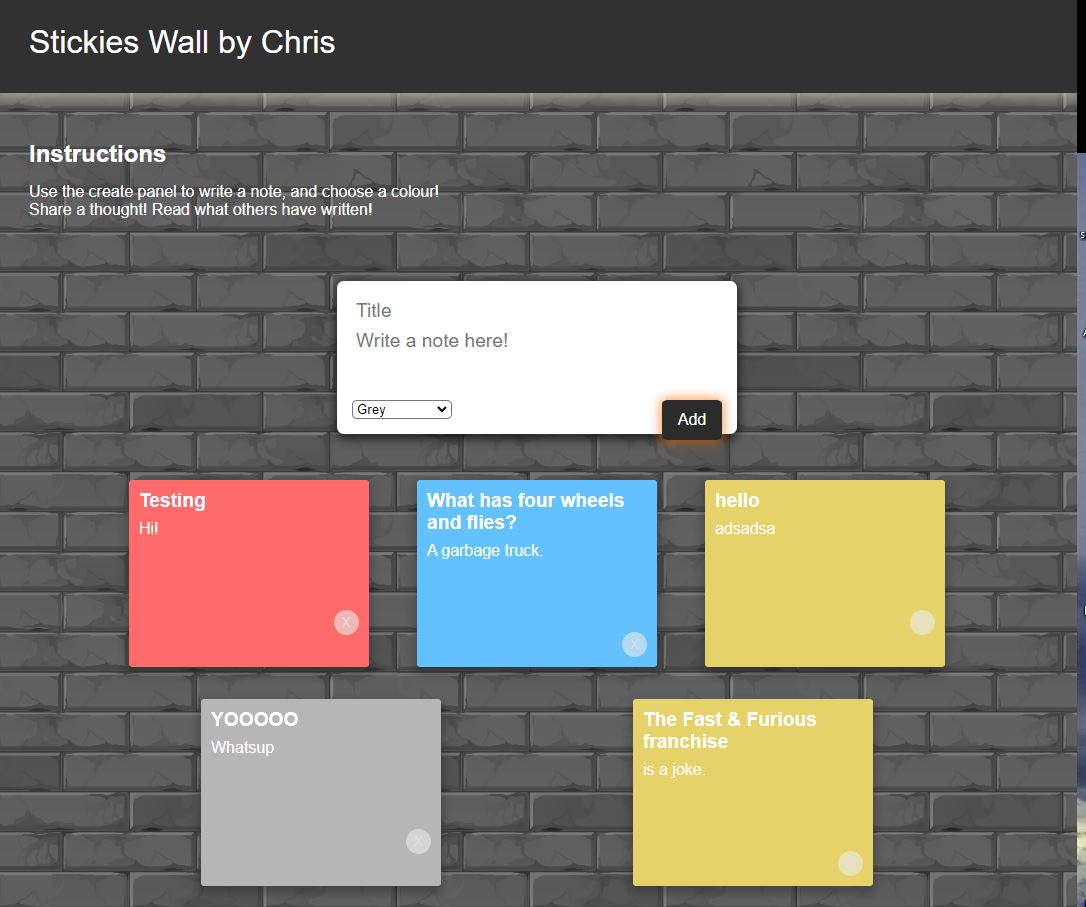 Stickies Wall by Chris
Instructions
Use the create panel to write a note, and choose a colour!
Share a thought! Read what others have written!
Title
Write a note here!
Grey
Add
Testing
Hi!
X
What has four wheels
and flies?
A garbage truck.
X
hello
adsadsa
YOOOOO
Whatsup
X
The Fast & Furious
franchise
is a joke.